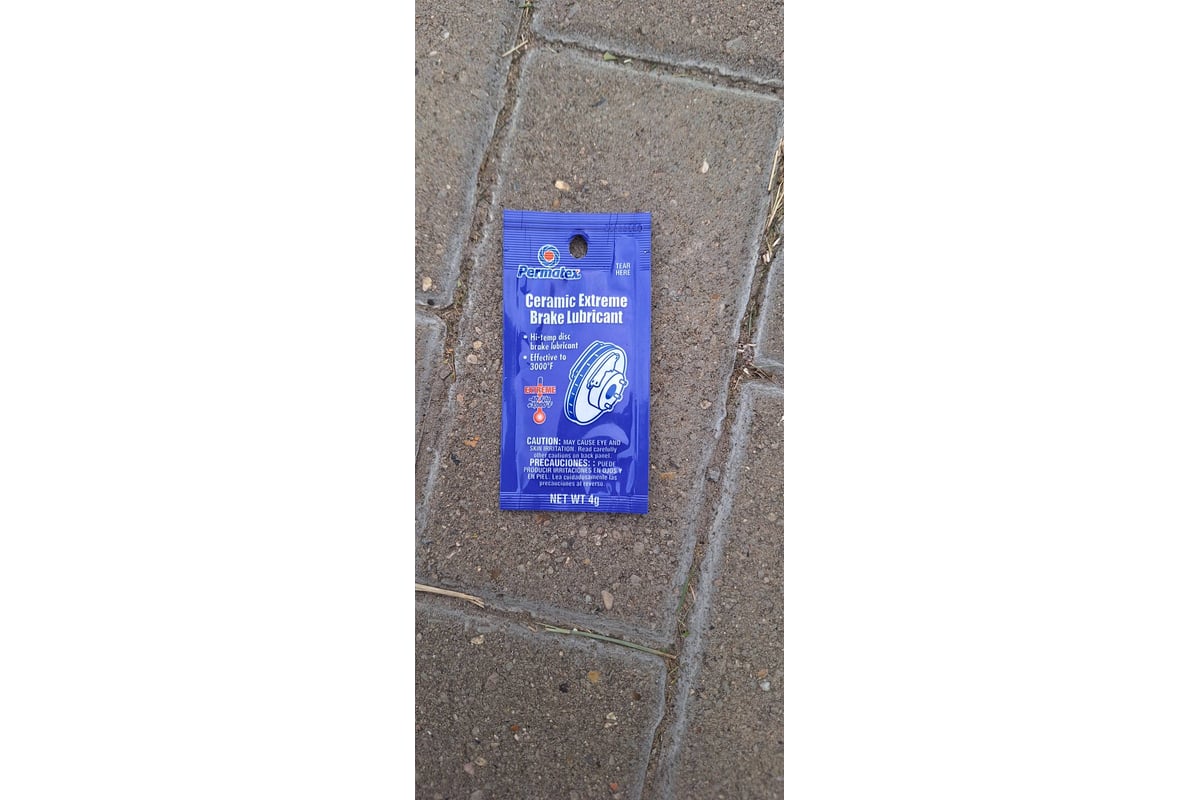 Permatex
TEAR
HERE
Ceramic Extreme
Brake Lubricant
• Hi-temp disc
brake lubricant
• Effective to
3000°F
EXTREME
CAUTION: MAY CAUSE EYE AND
SKIN IRRITATION. Read carefully
other cautions on back panel.
PRECAUCIONES: : PUEDE
PRODUCIR IRRITACIONES EN OJOS Y
EN PIEL. Lea cuidadosamente las
precauciones al reverso.
NET WT 4g